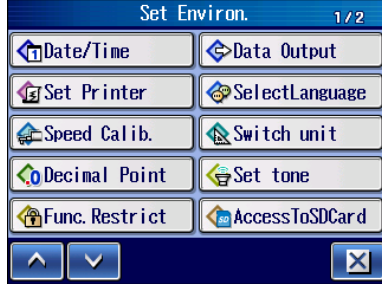 Set Environ. 1/2
Date/Time Data Output
Set Printer SelectLanguage
Speed Calib. Switch unit
Decimal Point Set tone
Func.Restrict AccessToSDCard